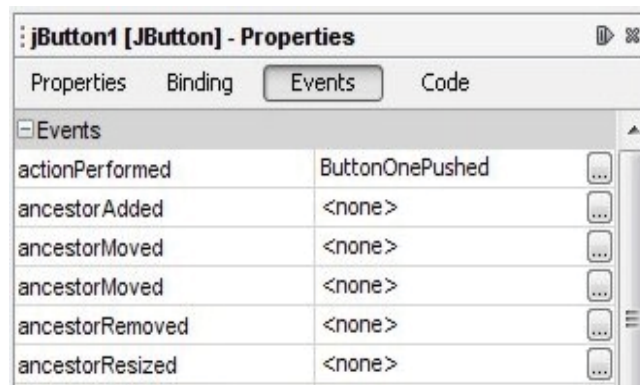 jButton1 [JButton] - Properties
Properties Binding Events Code
Events
actionPerformed ButtonOnePushed ...
ancestorAdded <none> ...
ancestorMoved <none> ...
ancestorMoved <none> ...
ancestorRemoved <none> ...
ancestorResized <none> ...